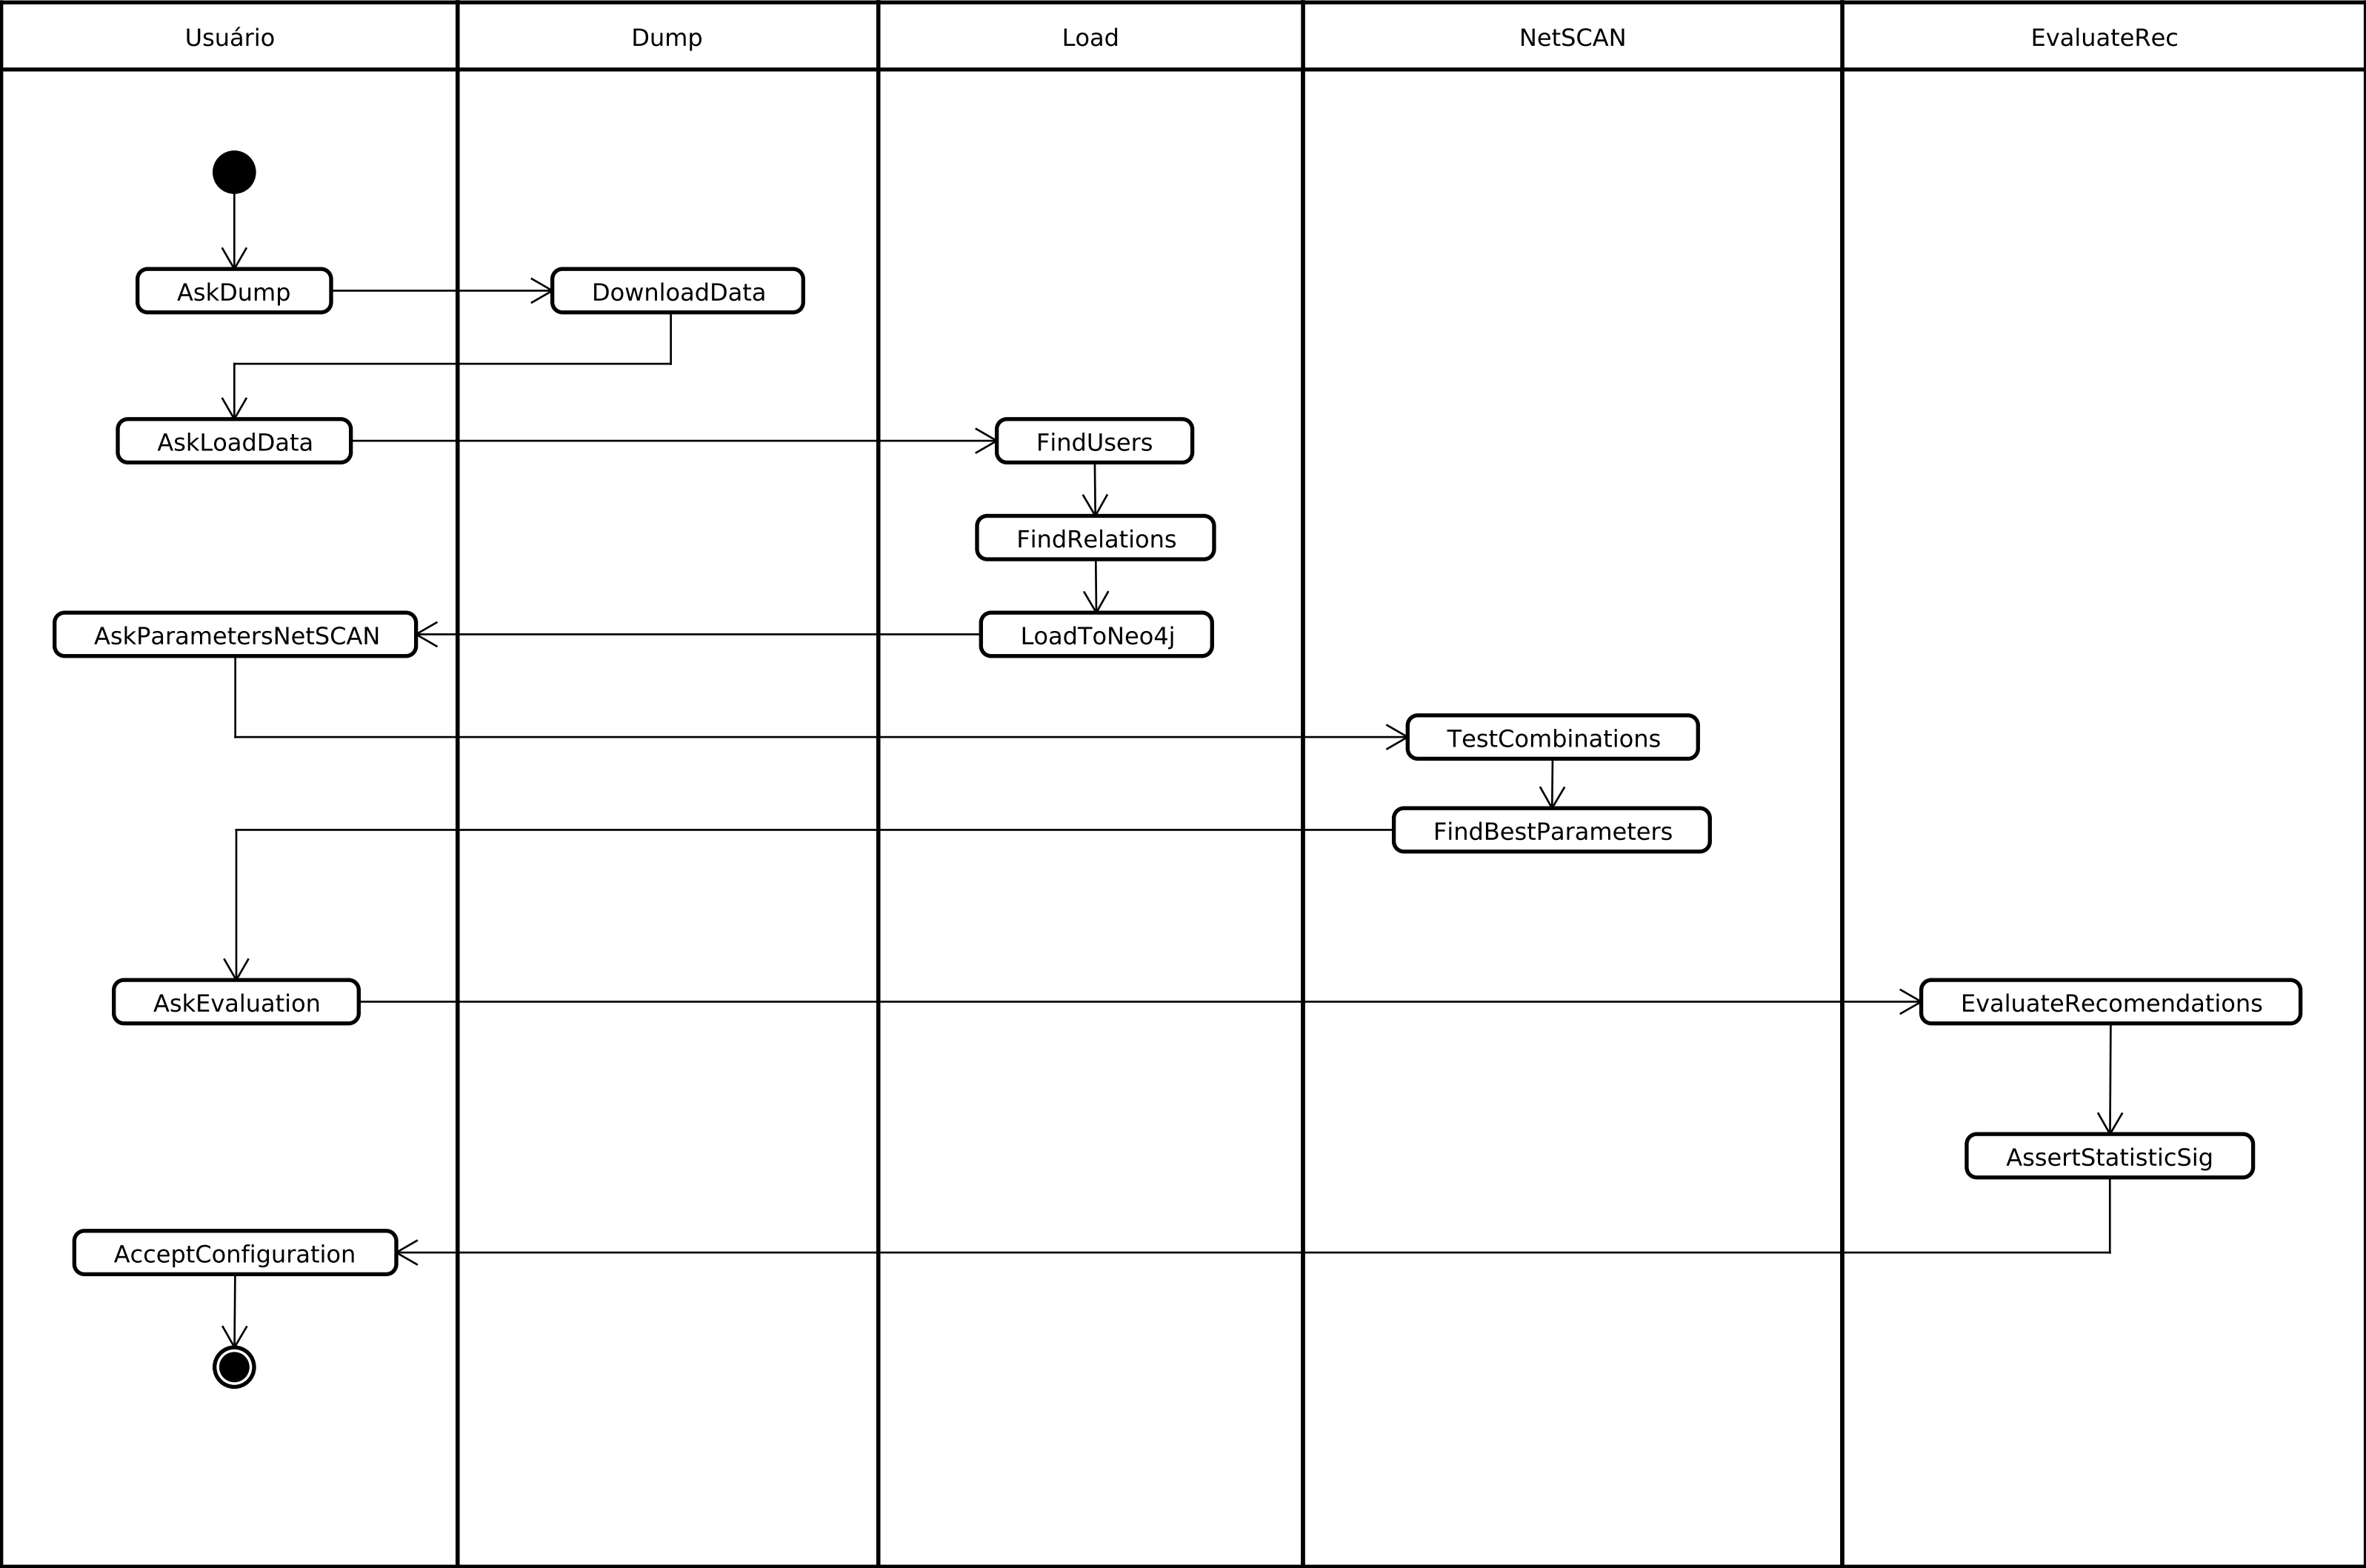 Usuário
Dump
Load
NetSCAN
EvaluateRec
AskDump
DownloadData
AskLoadData
FindUsers
FindRelations
AskParametersNetSCAN
LoadToNeo4j
TestCombinations
FindBestParameters
AskEvaluation
EvaluateRecomendations
AssertStatisticSig
AcceptConfiguration